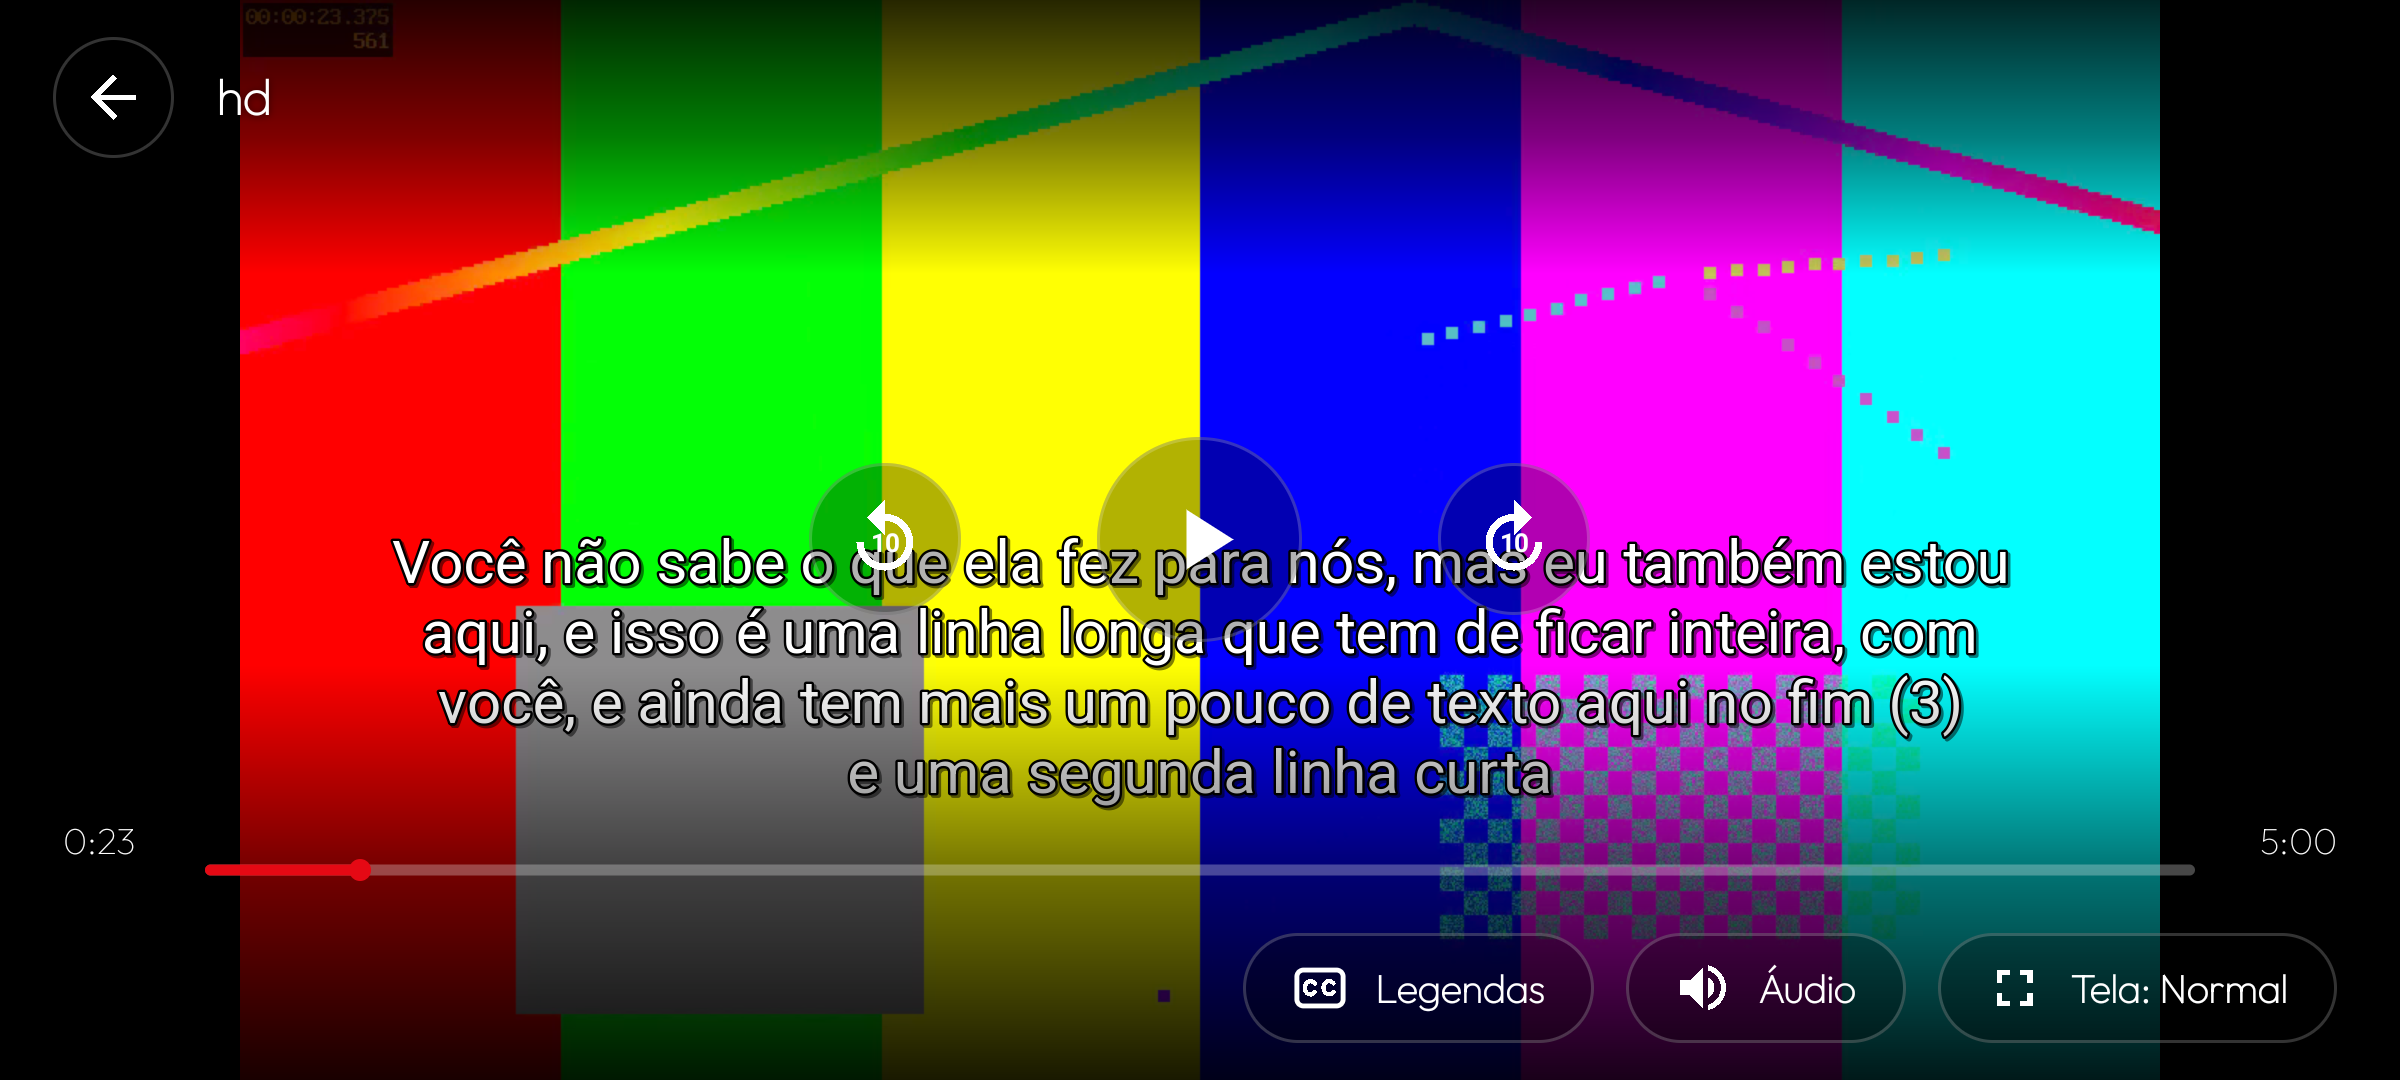 00:00:23.375
561
hd
10
10
Você não sabe o que ela fez para nós, mas eu também estou
aqui, e isso é uma linha longa que tem de ficar inteira, com
você, e ainda tem mais um pouco de texto aqui no fim (3)
e uma segunda linha curta
0:23
5:00
CC Legendas
Áudio
Tela: Normal